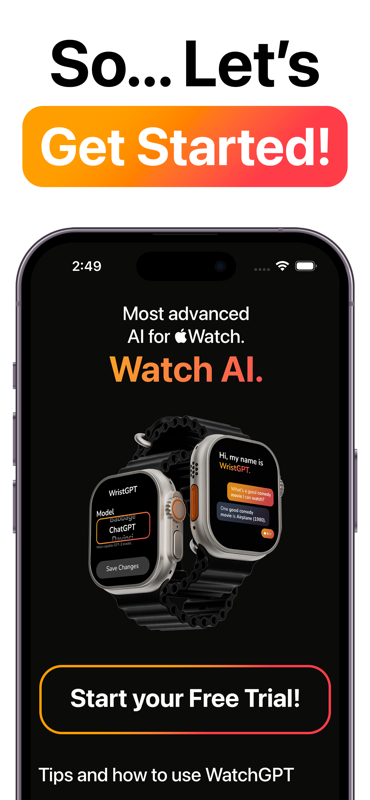 So... Let's
Get Started!
2:49
Most advanced
AI for Watch.
Watch AI.
WristGPT
Model
ChatGPT
Save Changes
Hi, my name is
WristGPT.
What's a good comedy
movie I can watch?
One good comedy
movie is Airplane (1980).
Start your Free Trial!
Tips and how to use WatchGPT